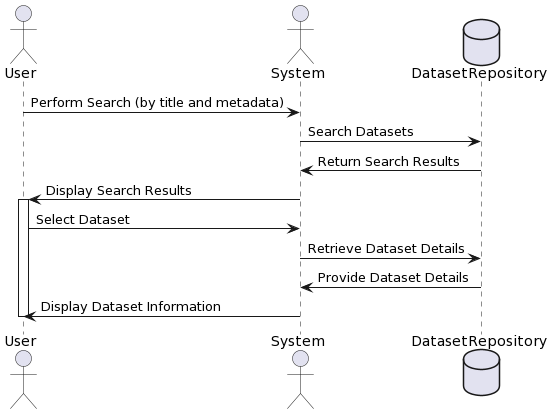 User
System
DatasetRepository
Perform Search (by title and metadata)
Search Datasets
Return Search Results
Display Search Results
Select Dataset
Retrieve Dataset Details
Provide Dataset Details
Display Dataset Information
User
System
DatasetRepository